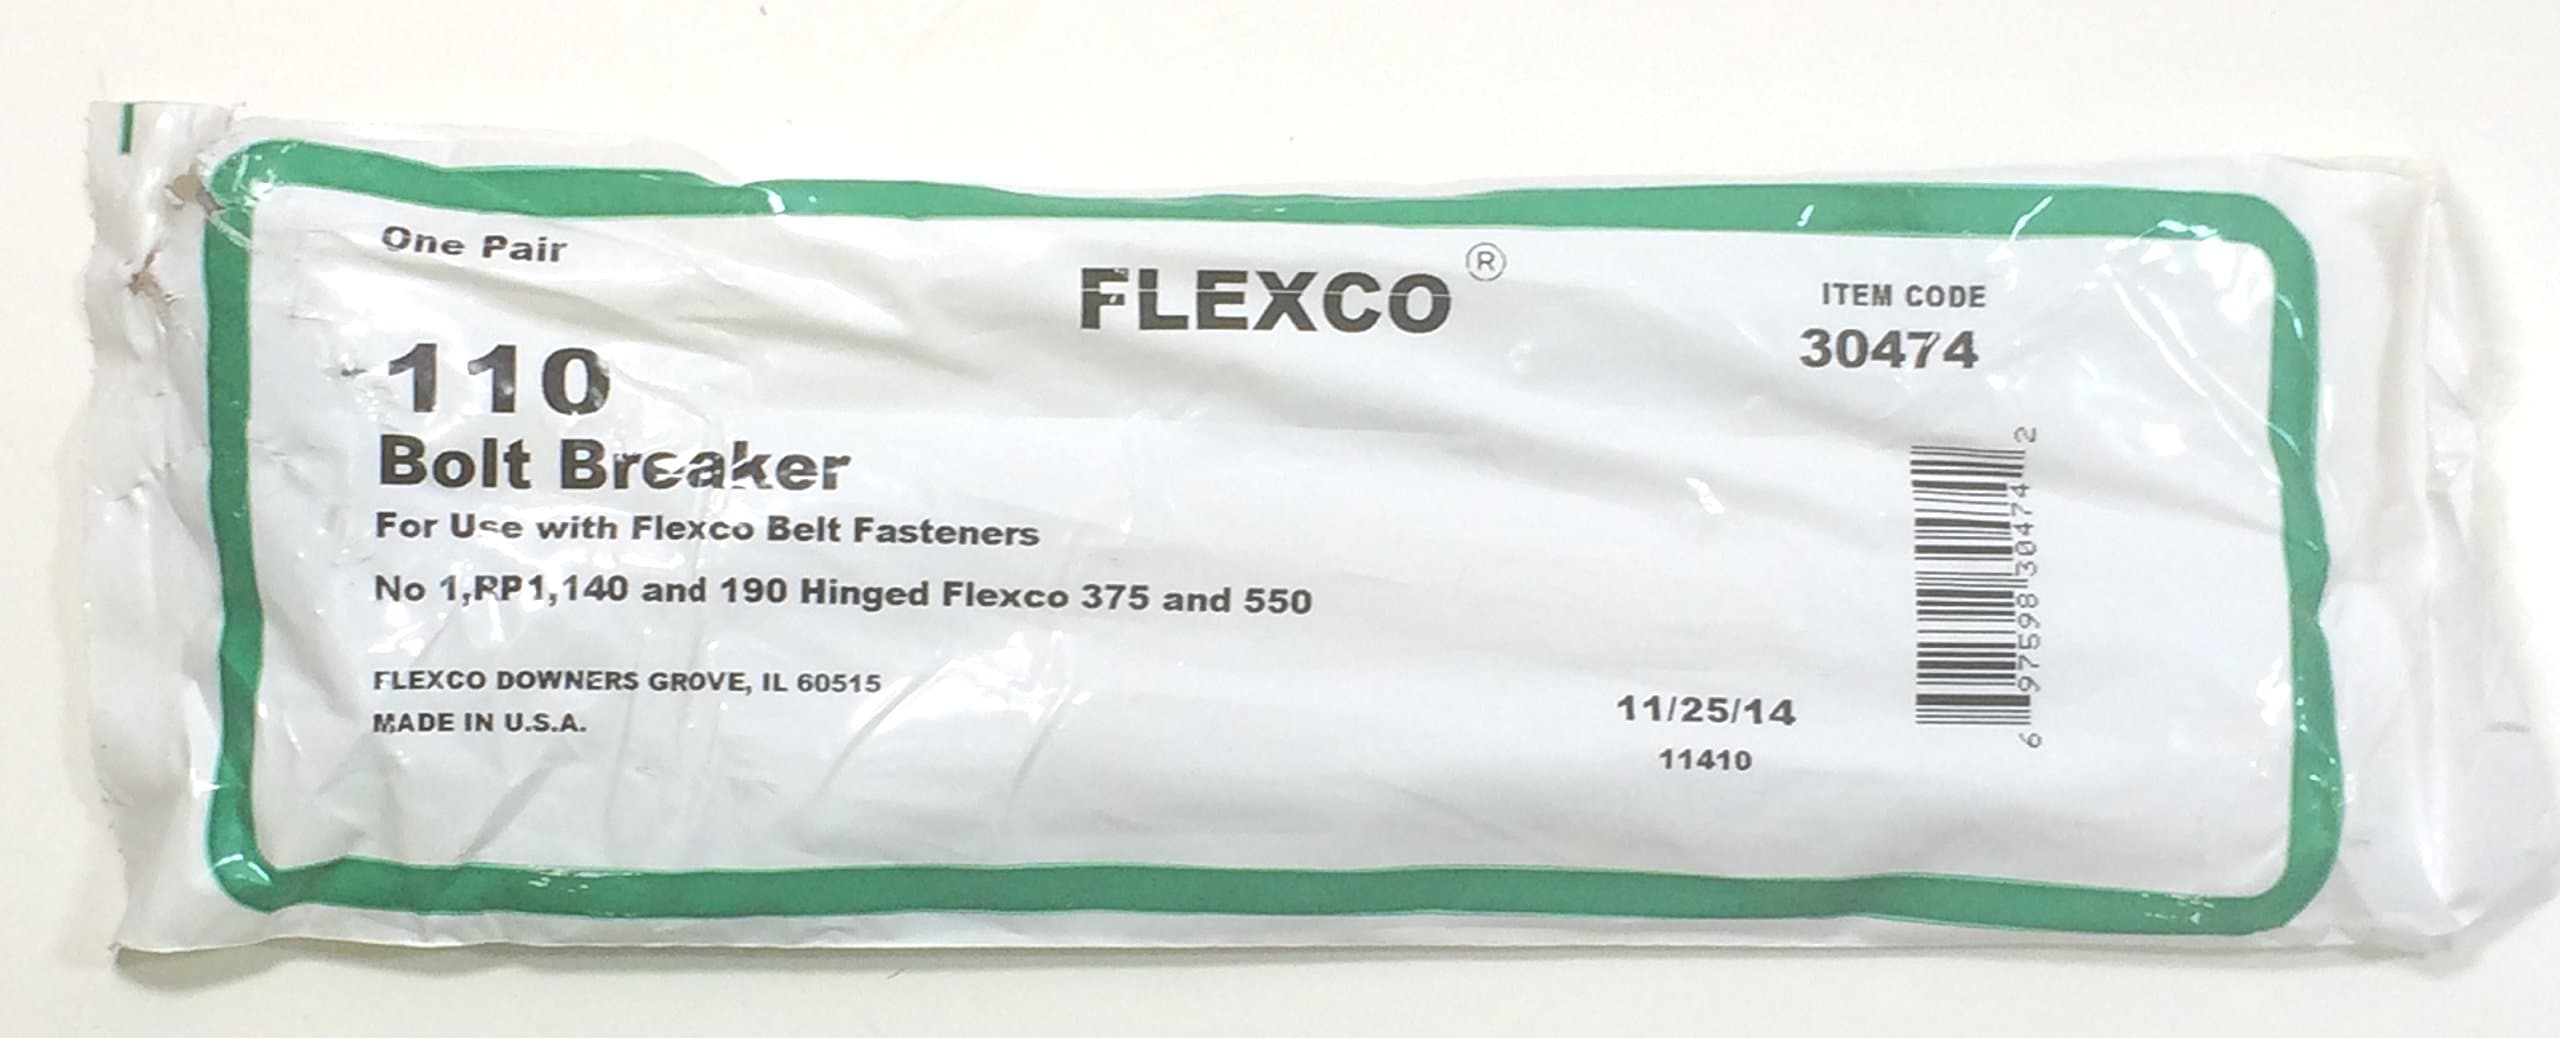 One Pair
FLEXCO ®
ITEM CODE
30474
110
Bolt Breaker
For Use with Flexco Belt Fasteners
No 1,RP1,140 and 190 Hinged Flexco 375 and 550
FLEXCO DOWNERS GROVE, IL 60515
MADE IN U.S.A.
11/25/14
11410
6 97598 30474 2